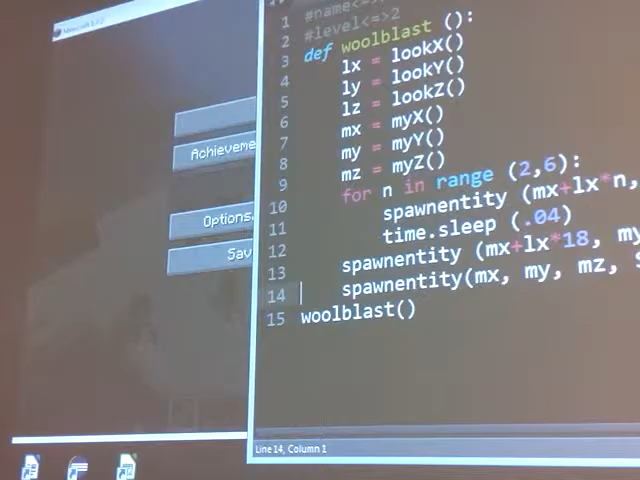 Minecraft
Achieveme
Options.
Sav
1 #name<=>
2 #level<=>2
3 def woolblast ():
4 lx = lookX()
5 ly = lookY()
6 lz = lookZ()
7 mx = myX()
8 my = myY()
9 mz = myZ()
10 for n in range (2,6):
11 spawnentity (mx+lx*n,
12 time.sleep (.04)
13 spawnentity (mx+lx*18, my
14 spawnentity(mx, my, mz, s
15 woolblast()
Line 14, Column 1